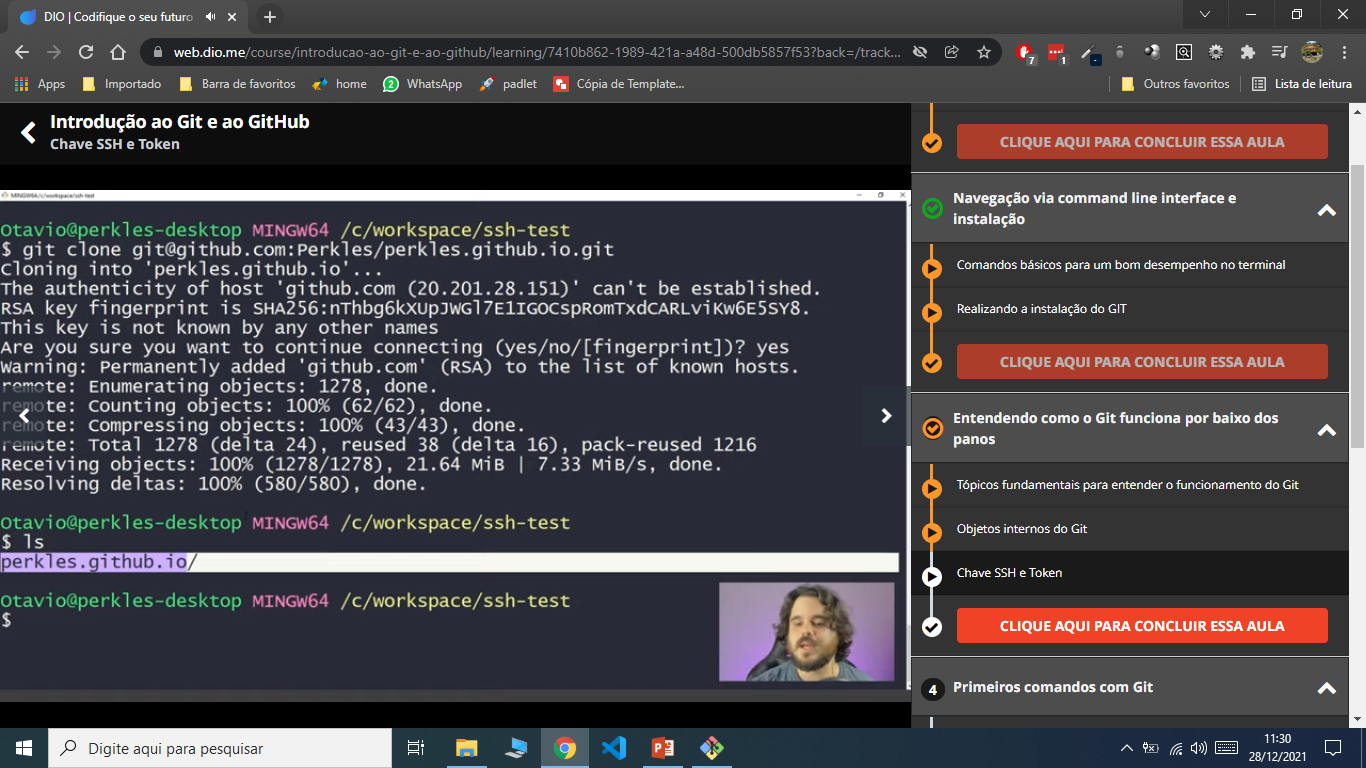 DIO | Codifique o seu futuro
web.dio.me/course/introducao-ao-git-e-ao-github/learning/7410b862-1989-421a-a48d-500db5857f53?back=/track...
7
1
Apps
Importado
Barra de favoritos
home
WhatsApp
padlet
Cópia de Template...
Outros favoritos
Lista de leitura
Introdução ao Git e ao GitHub
Chave SSH e Token
MINGW64:/c/workspace/ssh-test
Otavio@perkles-desktop MINGW64 /c/workspace/ssh-test
$ git clone git@github.com:Perkles/perkles.github.io.git
Cloning into 'perkles.github.io'...
The authenticity of host 'github.com (20.201.28.151)' can't be established.
RSA key fingerprint is SHA256:nThbg6kXUpJWGl7E1IGOCspRomTxdCARLviKw6E5SY8.
This key is not known by any other names
Are you sure you want to continue connecting (yes/no/[fingerprint])? yes
Warning: Permanently added 'github.com' (RSA) to the list of known hosts.
remote: Enumerating objects: 1278, done.
remote: Counting objects: 100% (62/62), done.
remote: Compressing objects: 100% (43/43), done.
remote: Total 1278 (delta 24), reused 38 (delta 16), pack-reused 1216
Receiving objects: 100% (1278/1278), 21.64 MiB | 7.33 MiB/s, done.
Resolving deltas: 100% (580/580), done.
Otavio@perkles-desktop MINGW64 /c/workspace/ssh-test
$ ls
perkles.github.io/
Otavio@perkles-desktop MINGW64 /c/workspace/ssh-test
$
CLIQUE AQUI PARA CONCLUIR ESSA AULA
Navegação via command line interface e
instalação
Comandos básicos para um bom desempenho no terminal
Realizando a instalação do GIT
CLIQUE AQUI PARA CONCLUIR ESSA AULA
Entendendo como o Git funciona por baixo dos
panos
Tópicos fundamentais para entender o funcionamento do Git
Objetos internos do Git
Chave SSH e Token
CLIQUE AQUI PARA CONCLUIR ESSA AULA
4
Primeiros comandos com Git
Digite aqui para pesquisar
11:30
28/12/2021